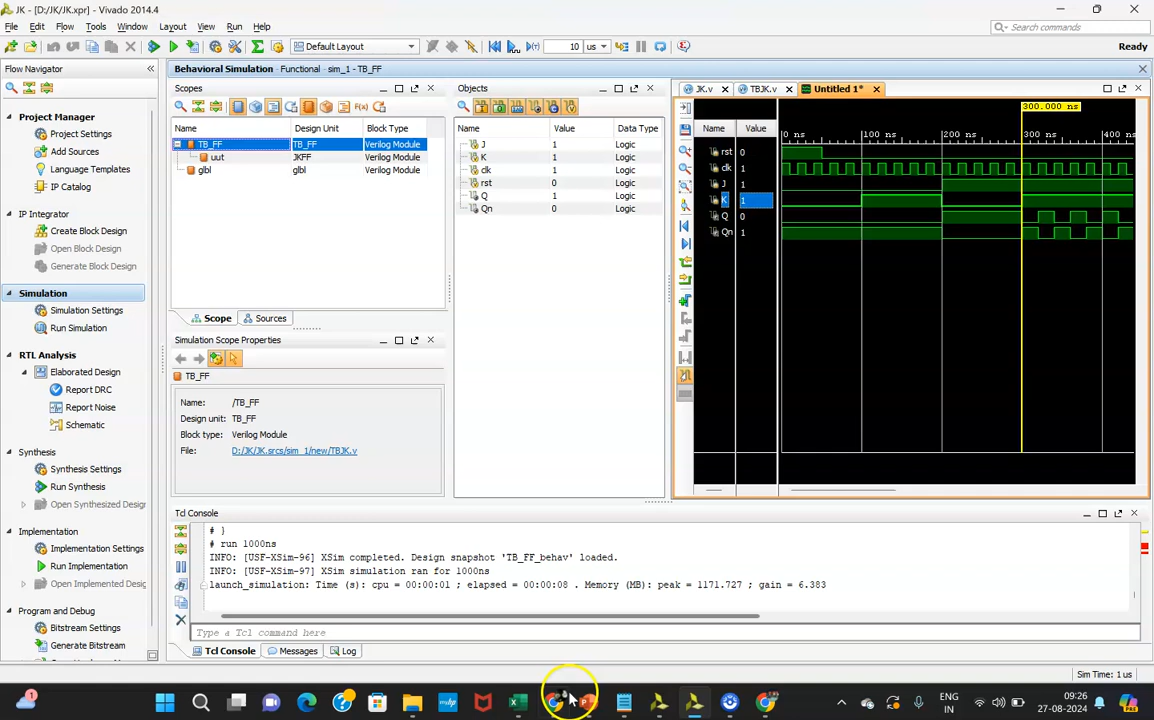 JK - [D:/JK/JK.xpr] - Vivado 2014.4
File Edit Flow Tools Window Layout View Run Help
Search commands
Default Layout
10 us
Ready
Flow Navigator
Behavioral Simulation - Functional - sim_1 - TB_FF
Project Manager
Project Settings
Add Sources
Language Templates
IP Catalog
IP Integrator
Create Block Design
Open Block Design
Generate Block Design
Simulation
Simulation Settings
Run Simulation
RTL Analysis
Elaborated Design
Report DRC
Report Noise
Schematic
Synthesis
Synthesis Settings
Run Synthesis
Open Synthesized Design
Implementation
Implementation Settings
Run Implementation
Open Implemented Design
Program and Debug
Bitstream Settings
Generate Bitstream
Scopes
Name Design Unit Block Type
TB_FF TB_FF Verilog Module
uut JKFF Verilog Module
glbl glbl Verilog Module
Scope Sources
Simulation Scope Properties
TB_FF
Name: /TB_FF
Design unit: TB_FF
Block type: Verilog Module
File: D:/JK/JK.srcs/sim_1/new/TBJK.v
Objects
Name Value Data Type
J 1 Logic
K 1 Logic
clk 1 Logic
rst 0 Logic
Q 1 Logic
Qn 0 Logic
JK.v TBJK.v Untitled 1*
300.000 ns
Name Value
0 ns 100 ns 200 ns 300 ns 400 ns
rst 0
clk 1
J 1
K 1
Q 0
Qn 1
Tcl Console
# }
# run 1000ns
INFO: [USF-XSim-96] XSim completed. Design snapshot 'TB_FF_behav' loaded.
INFO: [USF-XSim-97] XSim simulation ran for 1000ns
launch_simulation: Time (s): cpu = 00:00:01 ; elapsed = 00:00:08 . Memory (MB): peak = 1171.727 ; gain = 6.383
Type a Tcl command here
Tcl Console Messages Log
Sim Time: 1 us
1
ENG
IN
09:26
27-08-2024